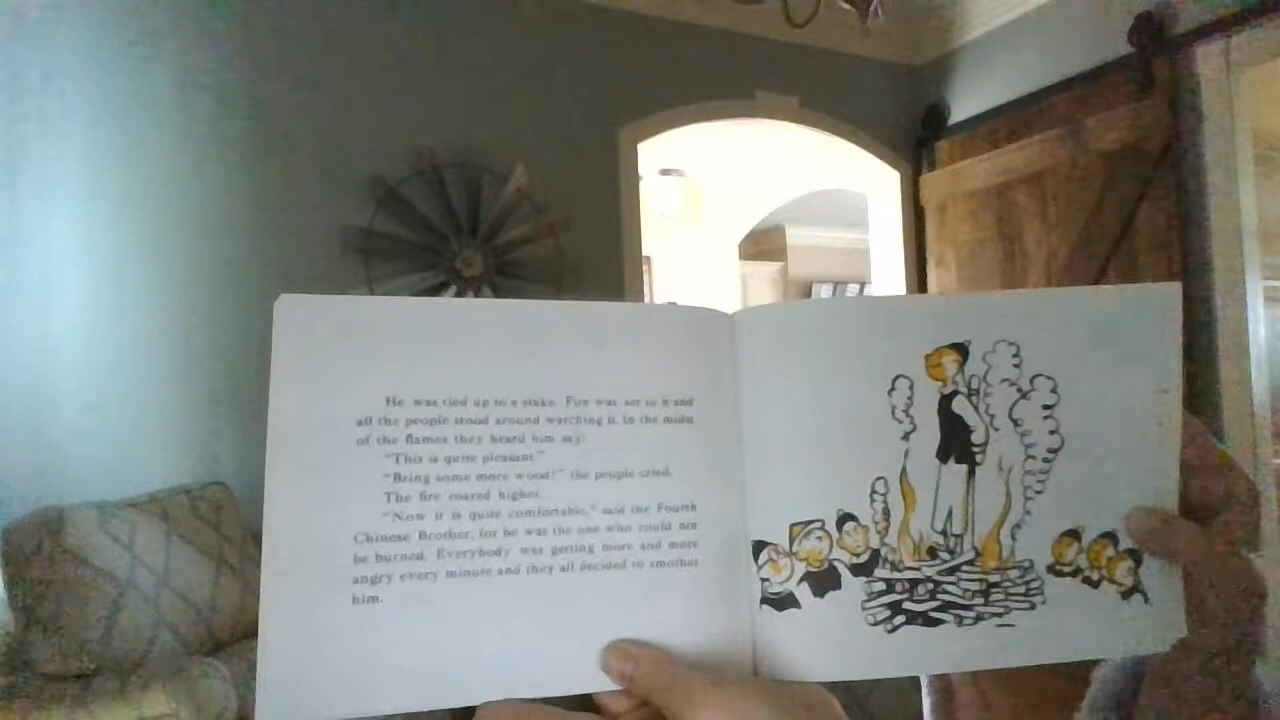 He was tied up to a stake. Fire was set to it and
all the people stood around watching it. In the midst
of the flames they heard him say:
"This is quite pleasant."
"Bring some more wood!" the people cried.
The fire roared higher.
"Now it is quite comfortable," said the Fourth
Chinese Brother, for he was the one who could not
be burned. Everybody was getting more and more
angry every minute and they all decided to smother
him.